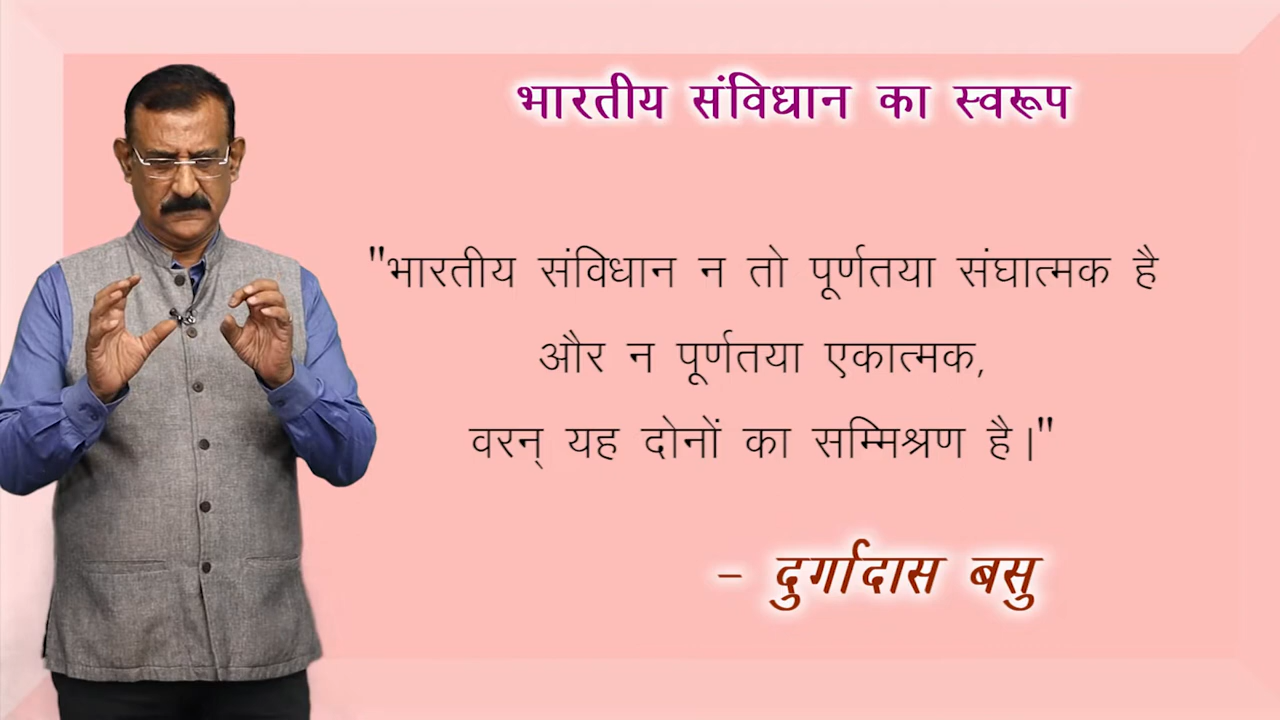 भारतीय संविधान का स्वरूप
"भारतीय संविधान न तो पूर्णतया संघात्मक है
और न पूर्णतया एकात्मक,
वरन् यह दोनों का सम्मिश्रण है।"
– दुर्गादास बसु